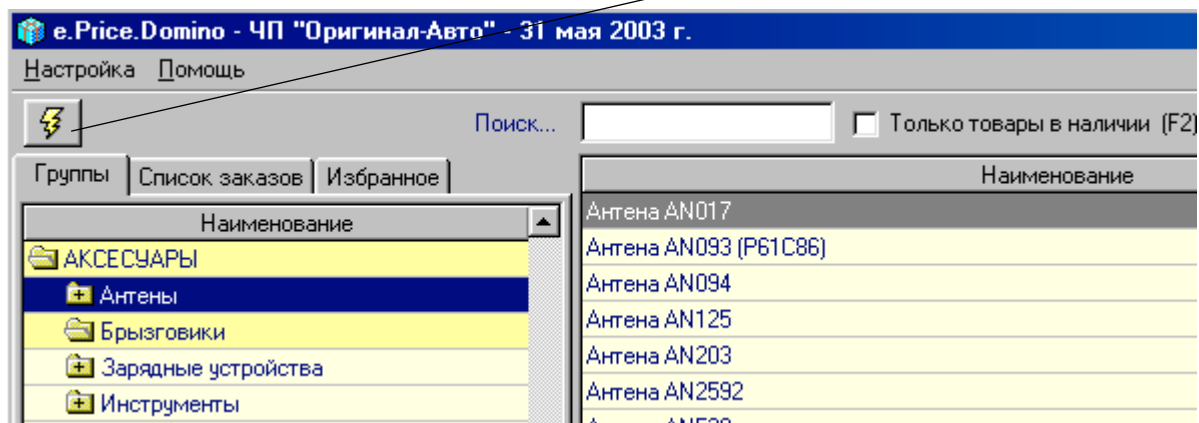 e.Price.Domino - ЧП "Оригинал-Авто" - 31 мая 2003 г.
Настройка Помощь
Поиск... Только товары в наличии (F2)
Группы Список заказов Избранное
Наименование
АКСЕСУАРЫ
Антены
Брызговики
Зарядные устройства
Инструменты
Наименование
Антена AN017
Антена AN093 (P61C86)
Антена AN094
Антена AN125
Антена AN203
Антена AN2592